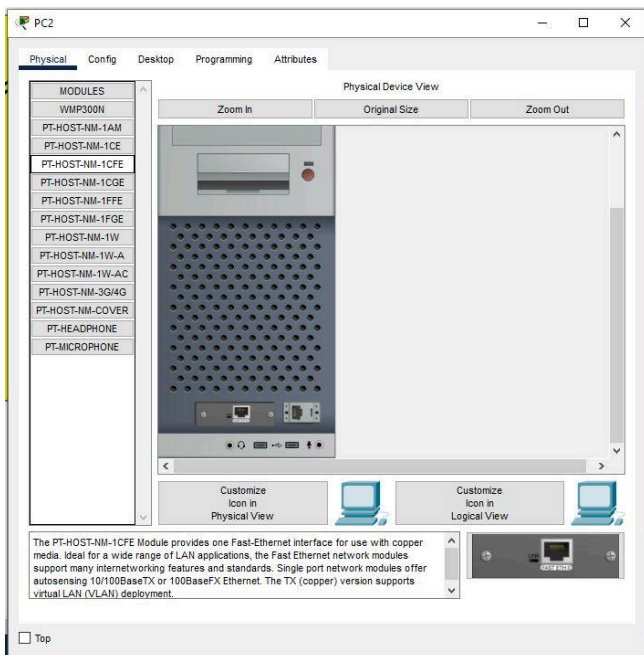 PC2
Physical Config Desktop Programming Attributes
MODULES
WMP300N
PT-HOST-NM-1AM
PT-HOST-NM-1CE
PT-HOST-NM-1CFE
PT-HOST-NM-1CGE
PT-HOST-NM-1FFE
PT-HOST-NM-1FGE
PT-HOST-NM-1W
PT-HOST-NM-1W-A
PT-HOST-NM-1W-AC
PT-HOST-NM-3G/4G
PT-HOST-NM-COVER
PT-HEADPHONE
PT-MICROPHONE
Physical Device View
Zoom In Original Size Zoom Out
Customize
Icon in
Physical View
Customize
Icon in
Logical View
The PT-HOST-NM-1CFE Module provides one Fast-Ethernet interface for use with copper
media. Ideal for a wide range of LAN applications, the Fast Ethernet network modules
support many internetworking features and standards. Single port network modules offer
autosensing 10/100BaseTX or 100BaseFX Ethernet. The TX (copper) version supports
virtual LAN (VLAN) deployment.
FAST ETH 0
Top